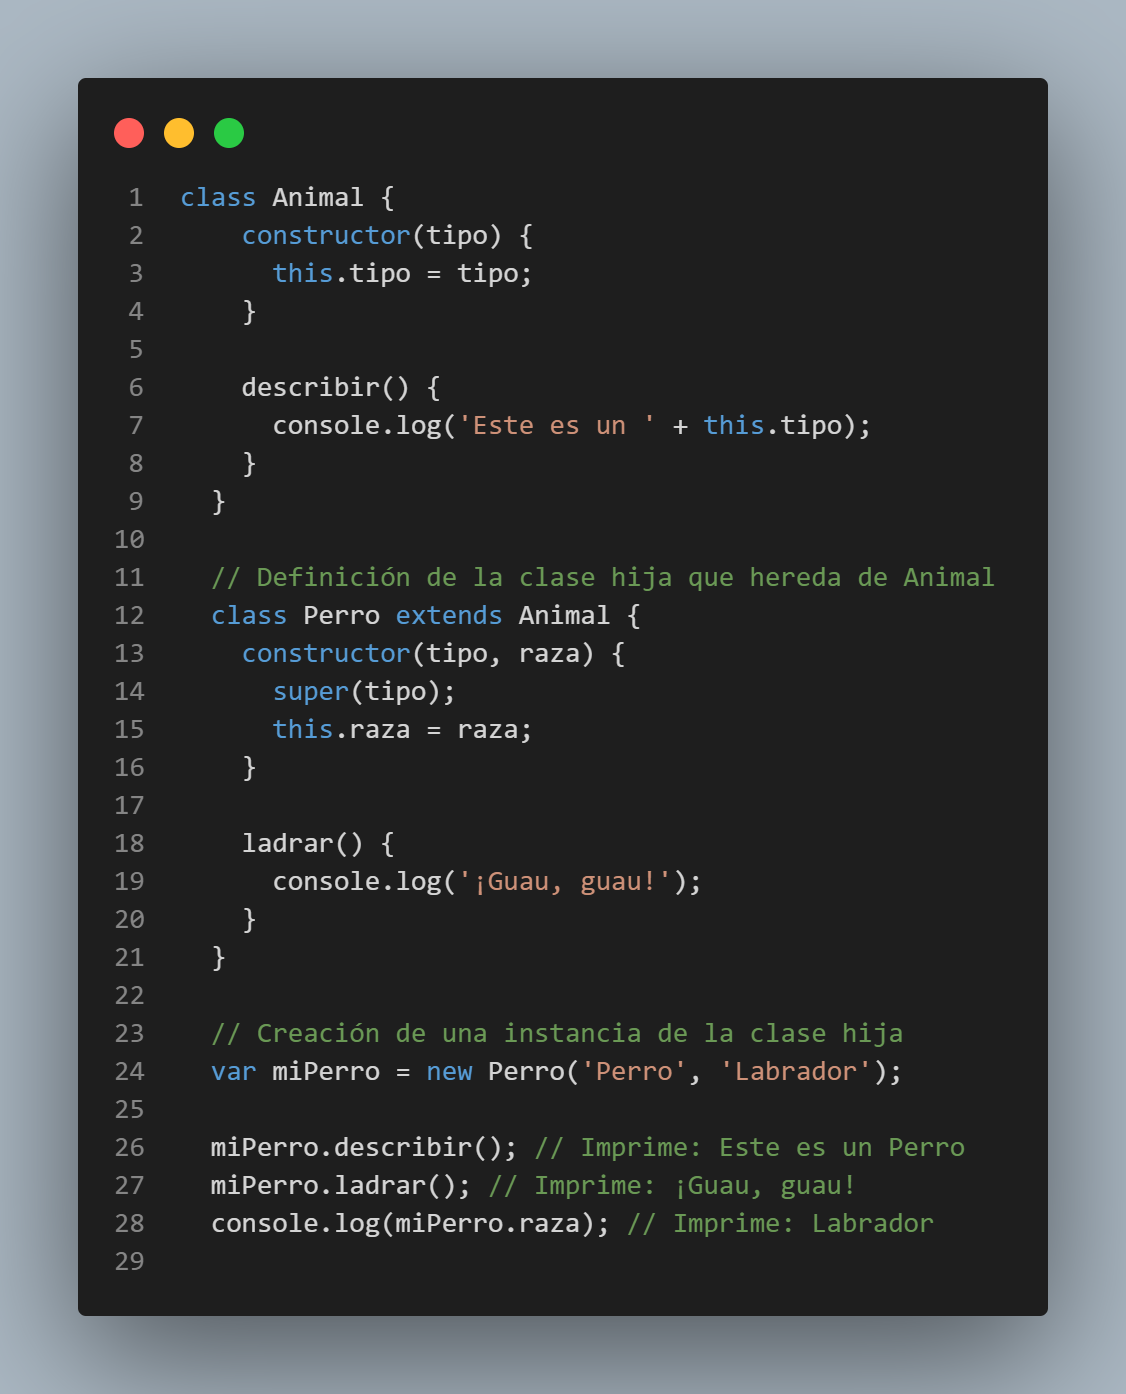 1 class Animal {
2 constructor(tipo) {
3 this.tipo = tipo;
4 }
5
6 describir() {
7 console.log('Este es un ' + this.tipo);
8 }
9 }
10
11 // Definición de la clase hija que hereda de Animal
12 class Perro extends Animal {
13 constructor(tipo, raza) {
14 super(tipo);
15 this.raza = raza;
16 }
17
18 ladrar() {
19 console.log('¡Guau, guau!');
20 }
21 }
22
23 // Creación de una instancia de la clase hija
24 var miPerro = new Perro('Perro', 'Labrador');
25
26 miPerro.describir(); // Imprime: Este es un Perro
27 miPerro.ladrar(); // Imprime: ¡Guau, guau!
28 console.log(miPerro.raza); // Imprime: Labrador
29